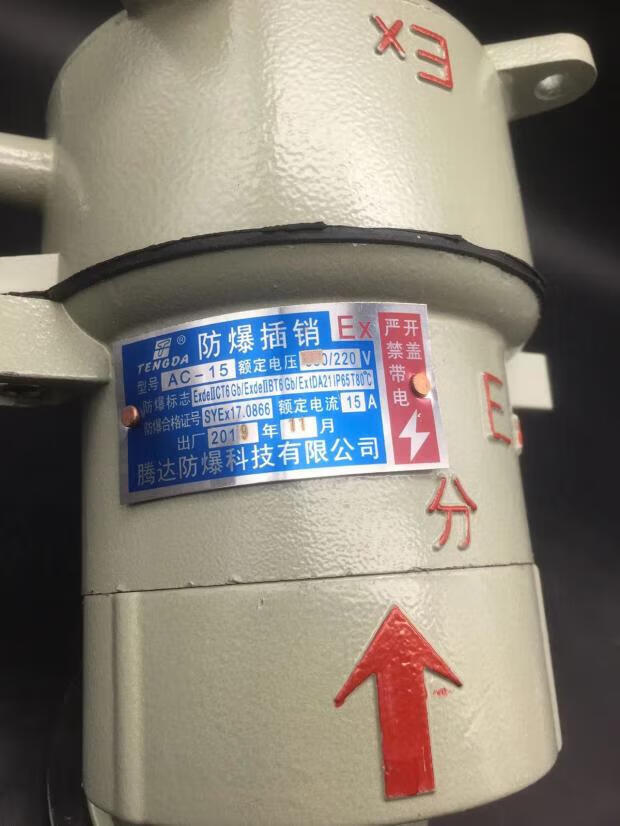 Ex
TENGDA 防爆插销 Ex
型号 AC-15 额定电压 /220 V
防爆标志 ExdeⅡCT6 Gb/ExdeⅡBT6 Gb/ExtDA21 IP65T80℃
防爆合格证号 SYEx17.0866 额定电流 15 A
出厂 2019 年 11 月
腾达防爆科技有限公司
严禁带电
开盖
E
分